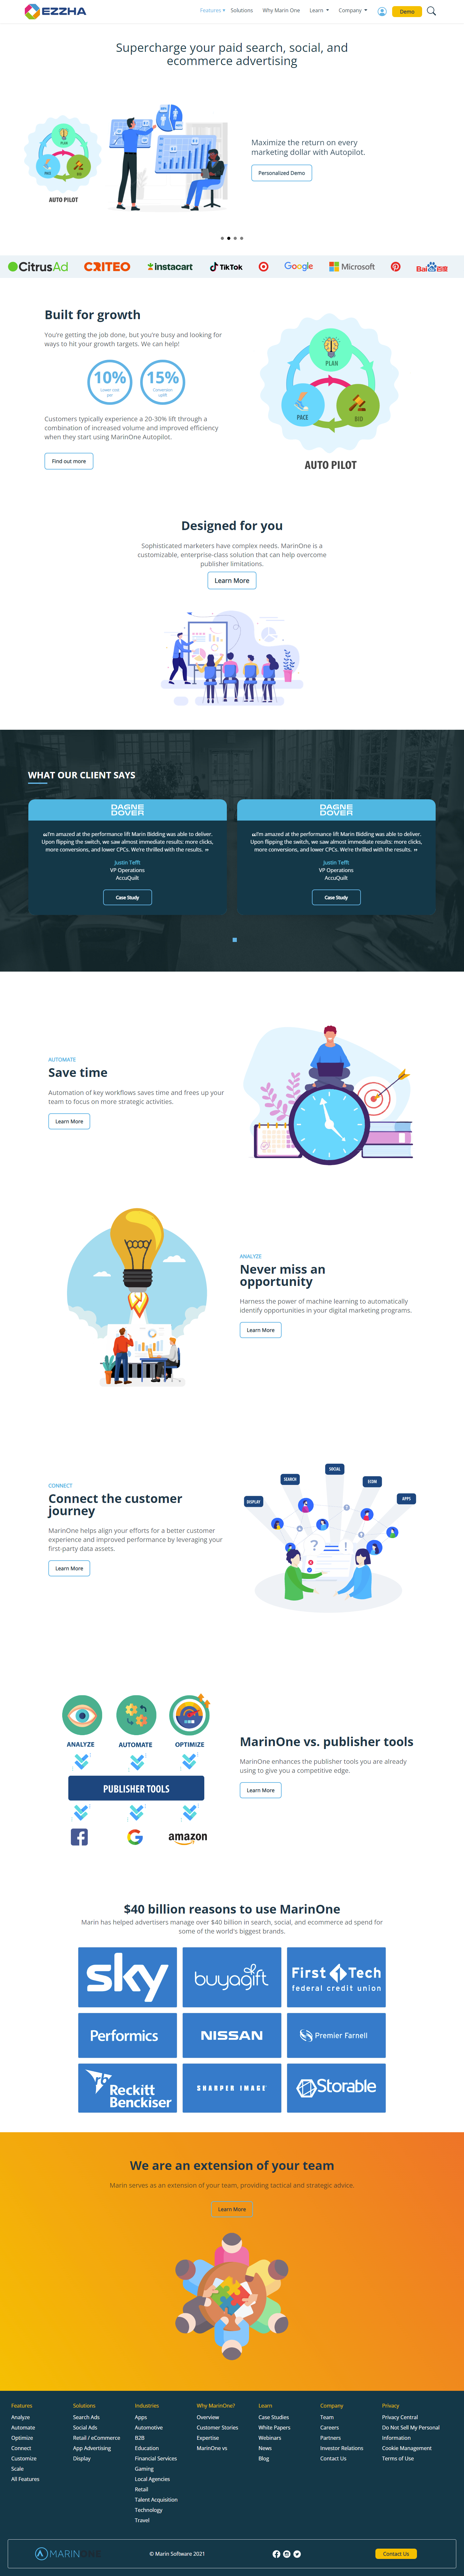 EZZHA
Features
Solutions
Why Marin One
Learn
Company
Demo
Supercharge your paid search, social, and
ecommerce advertising
PLAN
PACE
BID
AUTO PILOT
Maximize the return on every
marketing dollar with Autopilot.
Personalized Demo
CitrusAd
CRITEO
instacart
TikTok
Google
Microsoft
Bai
百度
Built for growth
You're getting the job done, but you're busy and looking for
ways to hit your growth targets. We can help!
10%
Lower cost
per
15%
Conversion
uplift
Customers typically experience a 20-30% lift through a
combination of increased volume and improved efficiency
when they start using MarinOne Autopilot.
Find out more
PLAN
PACE
BID
AUTO PILOT
Designed for you
Sophisticated marketers have complex needs. MarinOne is a
customizable, enterprise-class solution that can help overcome
publisher limitations.
Learn More
WHAT OUR CLIENT SAYS
DAGNE
DOVER
“I'm amazed at the performance lift Marin Bidding was able to deliver.
Upon flipping the switch, we saw almost immediate results: more clicks,
more conversions, and lower CPCs. We're thrilled with the results. ”
Justin Tefft
VP Operations
AccuQuilt
Case Study
DAGNE
DOVER
“I'm amazed at the performance lift Marin Bidding was able to deliver.
Upon flipping the switch, we saw almost immediate results: more clicks,
more conversions, and lower CPCs. We're thrilled with the results. ”
Justin Tefft
VP Operations
AccuQuilt
Case Study
AUTOMATE
Save time
Automation of key workflows saves time and frees up your
team to focus on more strategic activities.
Learn More
ANALYZE
Never miss an
opportunity
Harness the power of machine learning to automatically
identify opportunities in your digital marketing programs.
Learn More
CONNECT
Connect the customer
journey
MarinOne helps align your efforts for a better customer
experience and improved performance by leveraging your
first-party data assets.
Learn More
DISPLAY
SEARCH
SOCIAL
ECOM
APPS
ANALYZE
AUTOMATE
OPTIMIZE
PUBLISHER TOOLS
amazon
MarinOne vs. publisher tools
MarinOne enhances the publisher tools you are already
using to give you a competitive edge.
Learn More
$40 billion reasons to use MarinOne
Marin has helped advertisers manage over $40 billion in search, social, and ecommerce ad spend for
some of the world's biggest brands.
sky
buyagift
First Tech
federal credit union
Performics
NISSAN
Premier Farnell
Reckitt
Benckiser
SHARPER IMAGE
Storable
We are an extension of your team
Marin serves as an extension of your team, providing tactical and strategic advice.
Learn More
Features
Analyze
Automate
Optimize
Connect
Customize
Scale
All Features
Solutions
Search Ads
Social Ads
Retail / eCommerce
App Advertising
Display
Industries
Apps
Automotive
B2B
Education
Financial Services
Gaming
Local Agencies
Retail
Talent Acquisition
Technology
Travel
Why MarinOne?
Overview
Customer Stories
Expertise
MarinOne vs
Learn
Case Studies
White Papers
Webinars
News
Blog
Company
Team
Careers
Partners
Investor Relations
Contact Us
Privacy
Privacy Central
Do Not Sell My Personal
Information
Cookie Management
Terms of Use
MARINONE
© Marin Software 2021
Contact Us